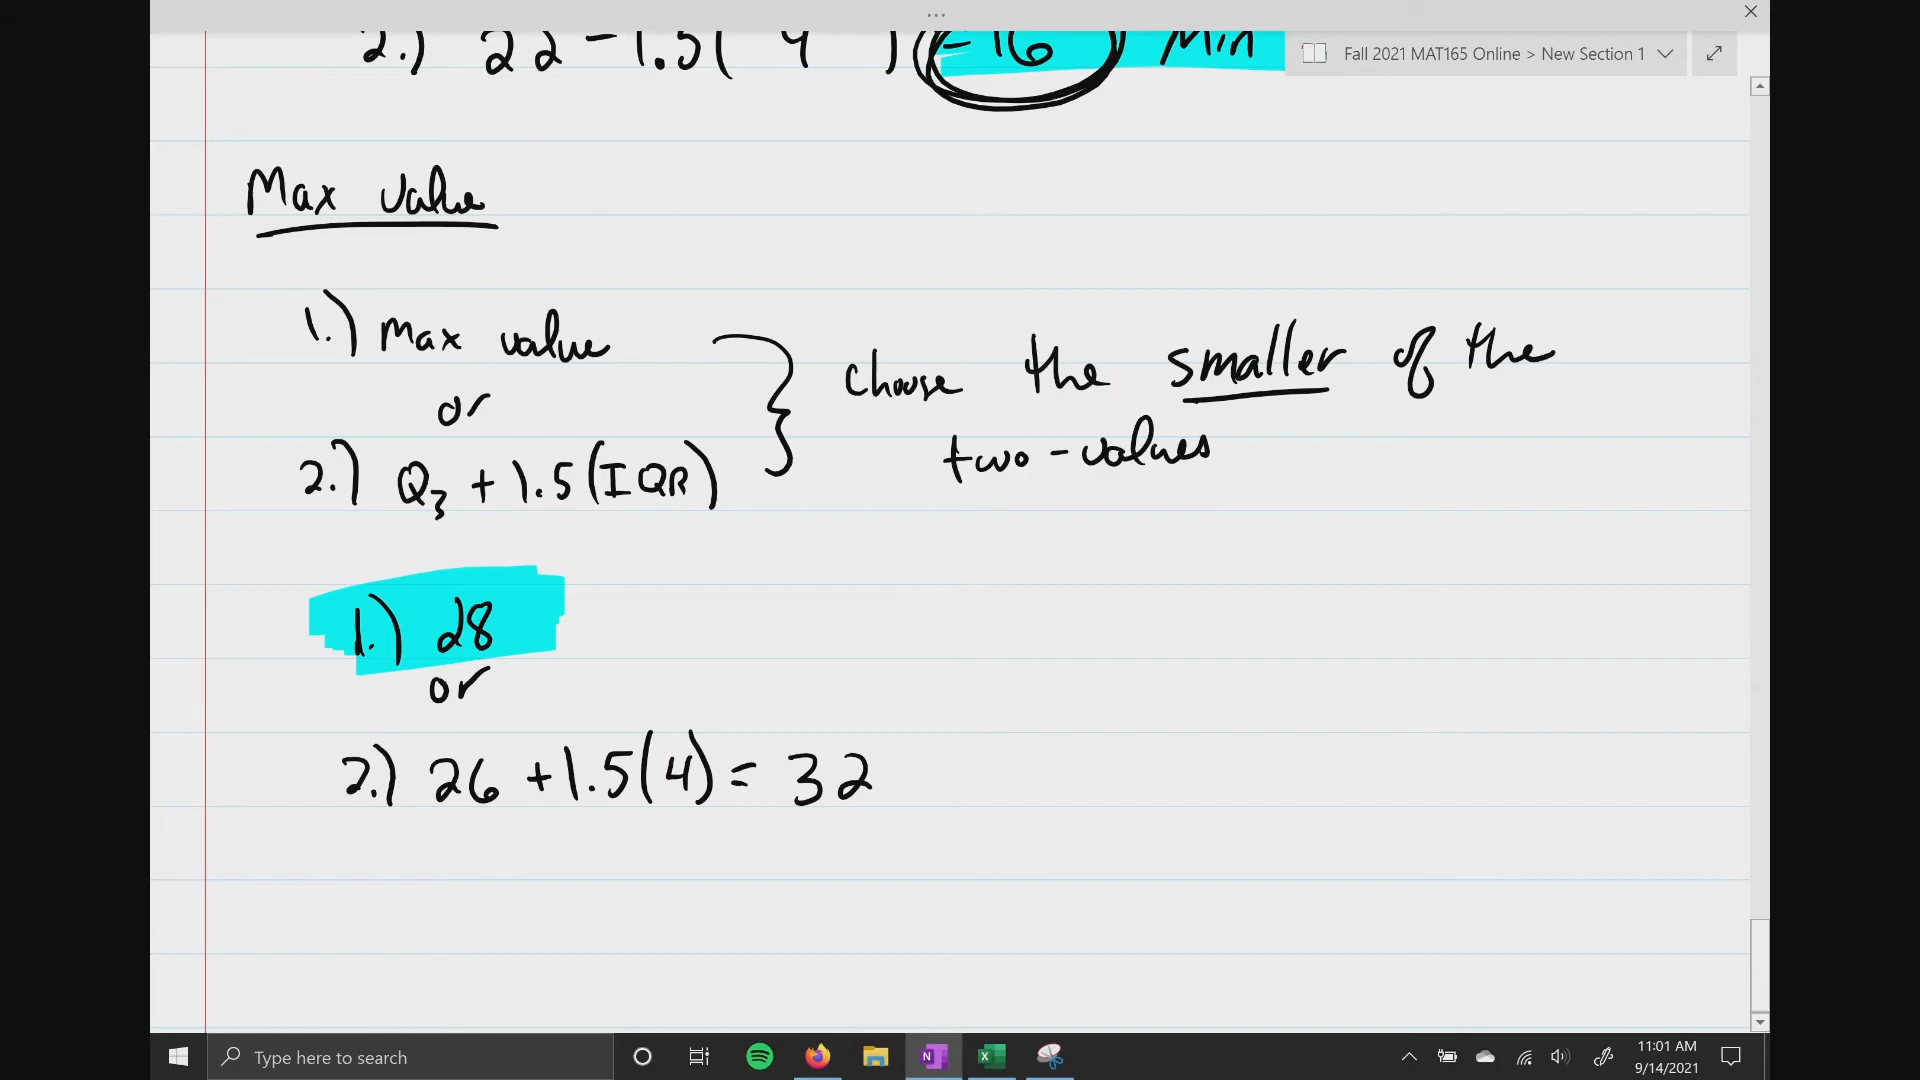 ...
2.) 22 - 1.5( 4 ) = 16 Min
Fall 2021 MAT165 Online > New Section 1
Max value
1.) Max value
or
2.) Q3 + 1.5(IQR)
choose the smaller of the
two-values
1.) 28
or
2.) 26 + 1.5(4) = 32
Type here to search
11:01 AM
9/14/2021